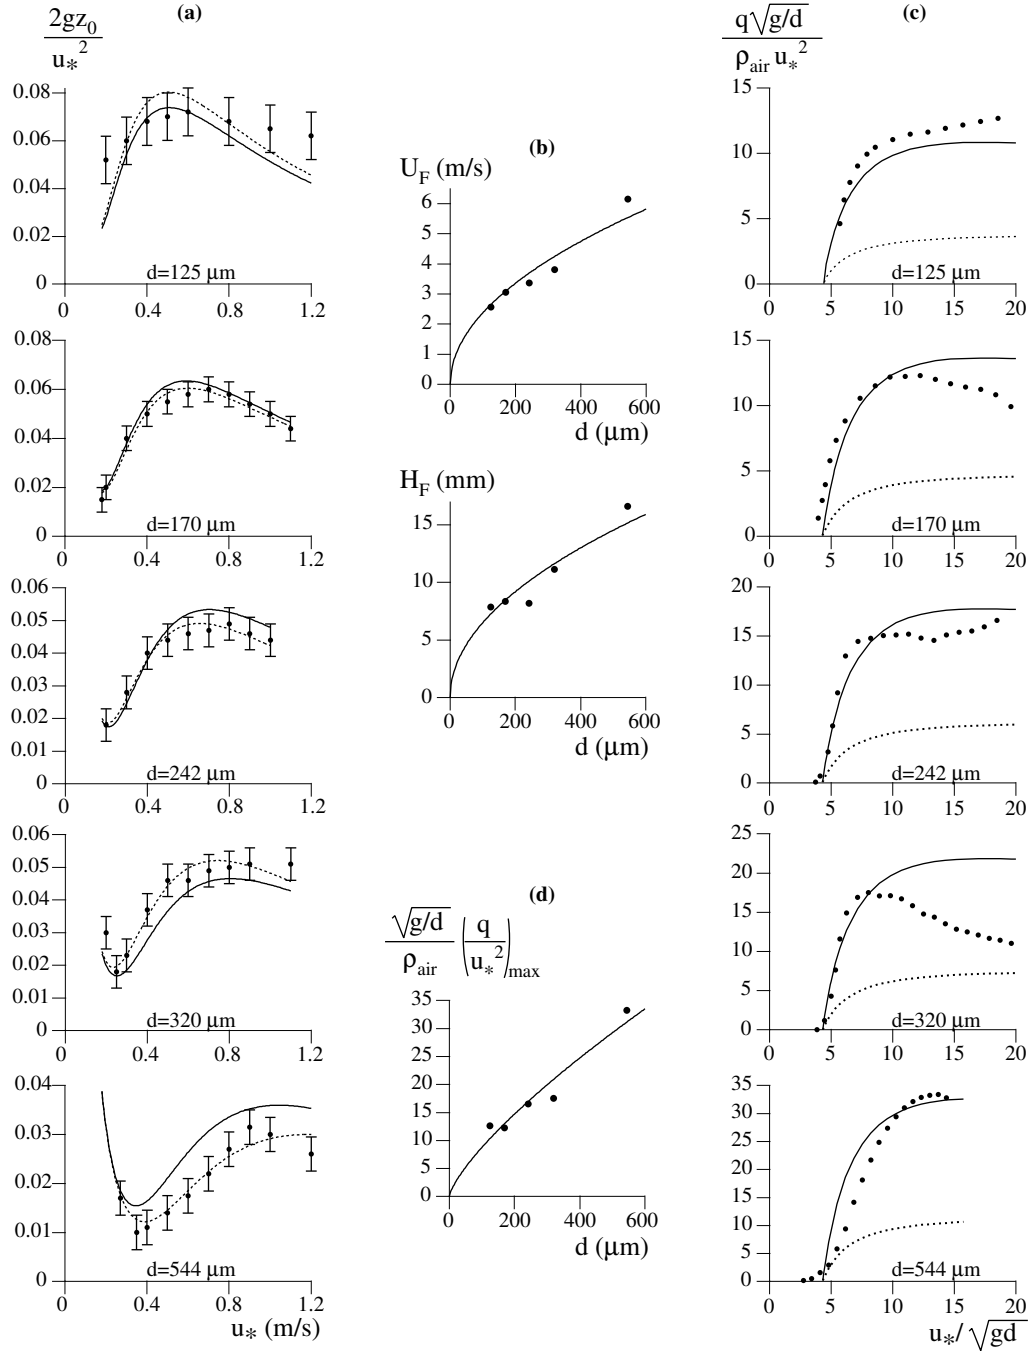 (a)
2gz0
u*2
0.08
0.06
0.04
0.02
0
d=125 μm
0 0.4 0.8 1.2
0.08
0.06
0.04
0.02
0
d=170 μm
0 0.4 0.8 1.2
0.06
0.05
0.04
0.03
0.02
0.01
0
d=242 μm
0 0.4 0.8 1.2
0.06
0.05
0.04
0.03
0.02
0.01
0
d=320 μm
0 0.4 0.8 1.2
0.04
0.03
0.02
0.01
0
d=544 μm
0 0.4 0.8 1.2
u* (m/s)
(b)
UF (m/s)
6
5
4
3
2
1
0
0 200 400 600
d (μm)
HF (mm)
15
10
5
0
0 200 400 600
d (μm)
(d)
√g/d (q)
ρair (u*2)max
35
30
25
20
15
10
5
0
0 200 400 600
d (μm)
(c)
q√g/d
ρair u*2
15
10
5
0
d=125 μm
0 5 10 15 20
15
10
5
0
d=170 μm
0 5 10 15 20
20
15
10
5
0
d=242 μm
0 5 10 15 20
25
20
15
10
5
0
d=320 μm
0 5 10 15 20
35
30
25
20
15
10
5
0
d=544 μm
0 5 10 15 20
u*/√gd